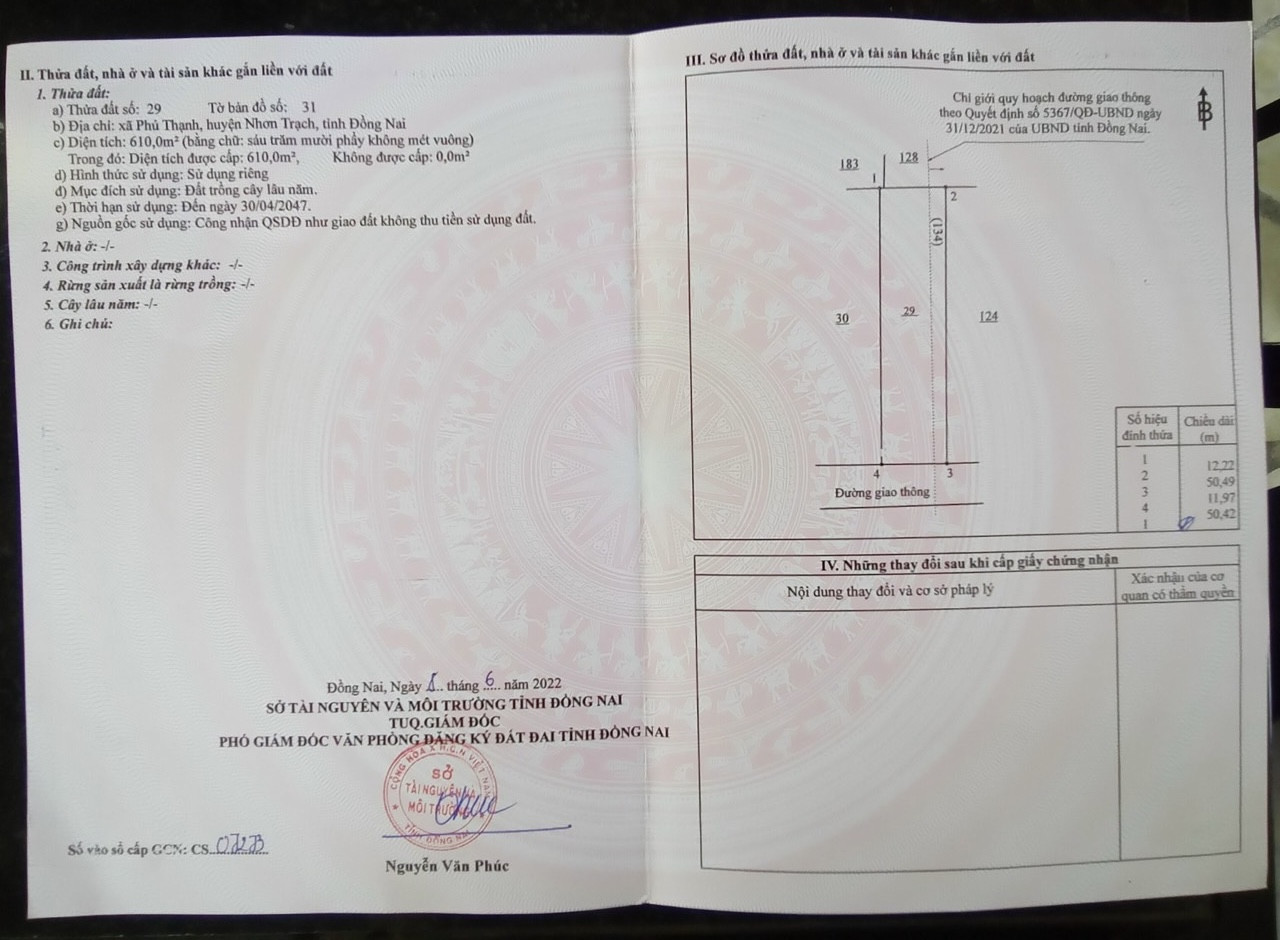 II. Thửa đất, nhà ở và tài sản khác gắn liền với đất
1. Thửa đất:
a) Thửa đất số: 29 Tờ bản đồ số: 31
b) Địa chỉ: xã Phú Thạnh, huyện Nhơn Trạch, tỉnh Đồng Nai
c) Diện tích: 610,0m² (bằng chữ: sáu trăm mười phẩy không mét vuông)
Trong đó: Diện tích được cấp: 610,0m², Không được cấp: 0,0m²
d) Hình thức sử dụng: Sử dụng riêng
đ) Mục đích sử dụng: Đất trồng cây lâu năm.
e) Thời hạn sử dụng: Đến ngày 30/04/2047.
g) Nguồn gốc sử dụng: Công nhận QSDĐ như giao đất không thu tiền sử dụng đất.
2. Nhà ở: -/-
3. Công trình xây dựng khác: -/-
4. Rừng sản xuất là rừng trồng: -/-
5. Cây lâu năm: -/-
6. Ghi chú:
Đồng Nai, Ngày ... tháng 6 năm 2022
SỞ TÀI NGUYÊN VÀ MÔI TRƯỜNG TỈNH ĐỒNG NAI
TUQ.GIÁM ĐỐC
PHÓ GIÁM ĐỐC VĂN PHÒNG ĐĂNG KÝ ĐẤT ĐAI TỈNH ĐỒNG NAI
CỘNG HÒA X.H.C.N VIỆT NAM
SỞ
TÀI NGUYÊN VÀ
MÔI TRƯỜNG
TỈNH ĐỒNG NAI
Số vào sổ cấp GCN: CS
Nguyễn Văn Phúc
III. Sơ đồ thửa đất, nhà ở và tài sản khác gắn liền với đất
Chỉ giới quy hoạch đường giao thông
theo Quyết định số 5367/QĐ-UBND ngày
31/12/2021 của UBND tỉnh Đồng Nai.
B
183
128
1
2
(134)
30
29
124
4
3
Đường giao thông
Số hiệu đỉnh thửa
Chiều dài (m)
1
12,22
2
50,49
3
11,97
4
50,42
1
IV. Những thay đổi sau khi cấp giấy chứng nhận
Nội dung thay đổi và cơ sở pháp lý
Xác nhận của cơ
quan có thẩm quyền